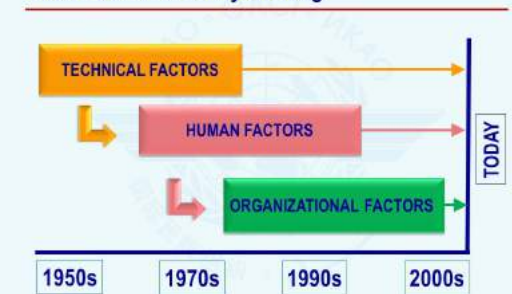 TECHNICAL FACTORS
HUMAN FACTORS
ORGANIZATIONAL FACTORS
TODAY
1950s
1970s
1990s
2000s